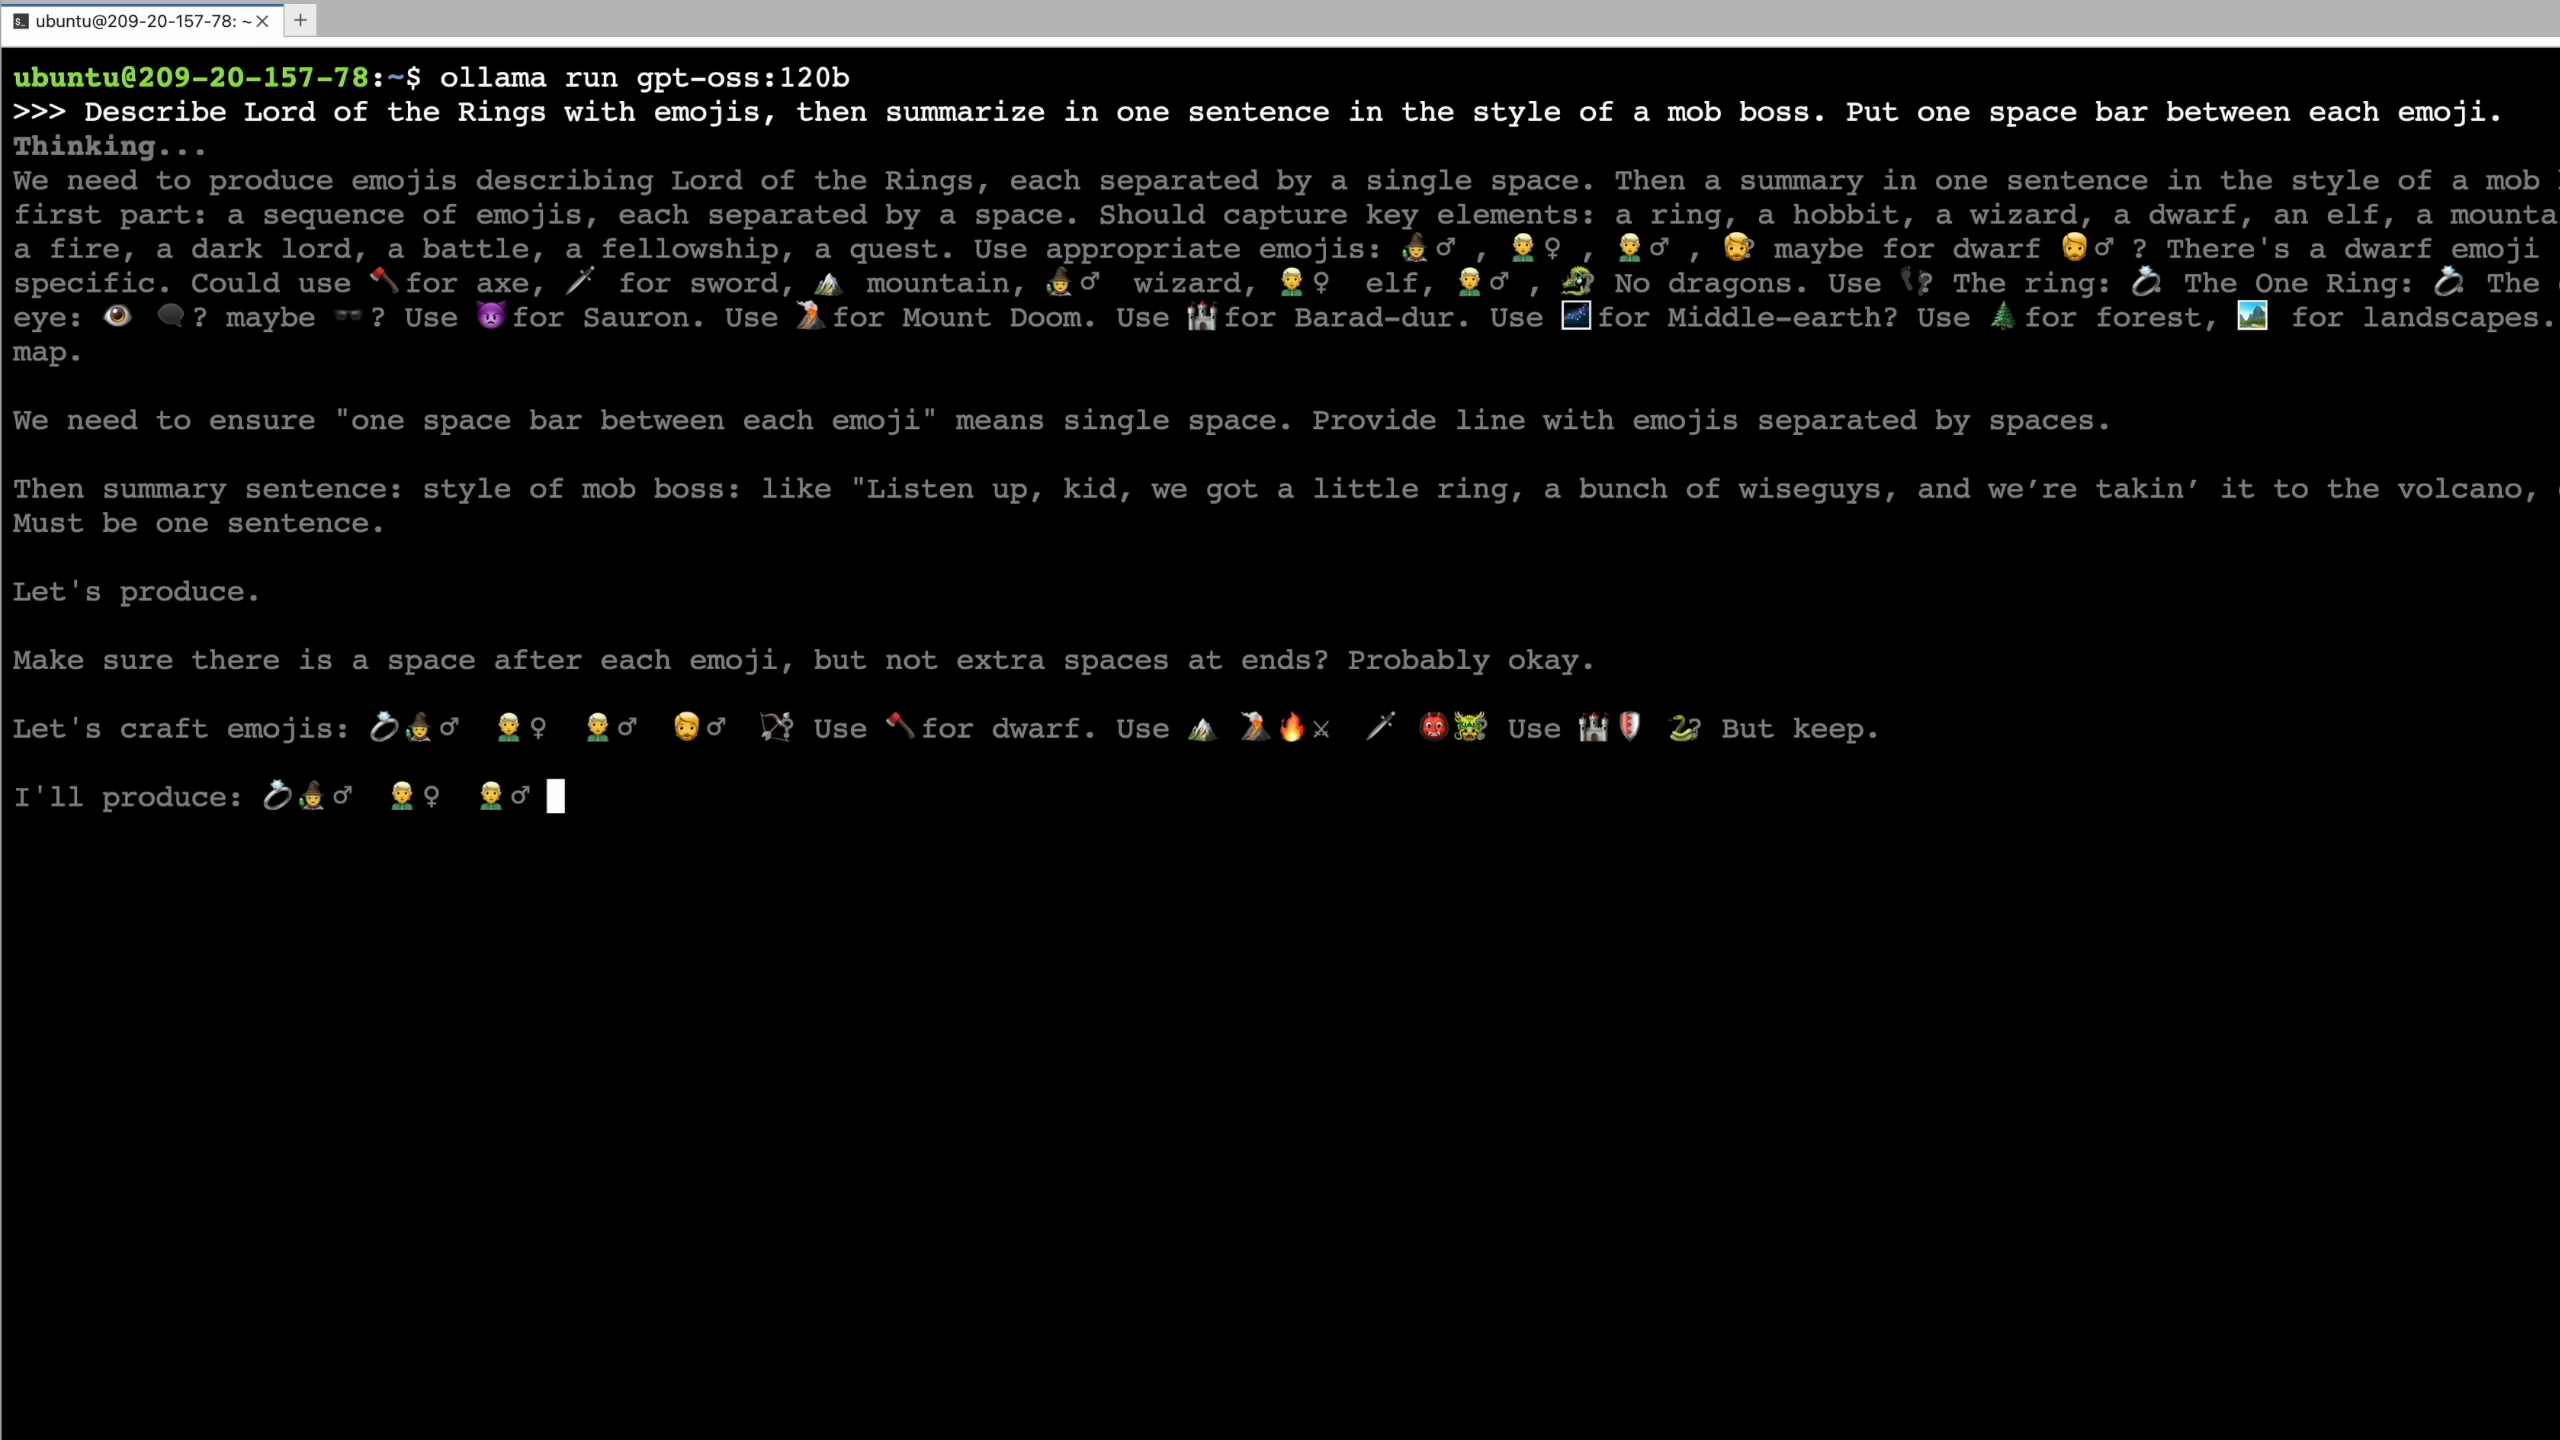 ubuntu@209-20-157-78: ~
ubuntu@209-20-157-78:~$ ollama run gpt-oss:120b
>>> Describe Lord of the Rings with emojis, then summarize in one sentence in the style of a mob boss. Put one space bar between each emoji.
Thinking...
We need to produce emojis describing Lord of the Rings, each separated by a single space. Then a summary in one sentence in the style of a mob
first part: a sequence of emojis, each separated by a space. Should capture key elements: a ring, a hobbit, a wizard, a dwarf, an elf, a mounta
a fire, a dark lord, a battle, a fellowship, a quest. Use appropriate emojis: 🧙♂ , 🧝♀ , 🧝♂ , 🧔? maybe for dwarf 🧔♂ ? There's a dwarf emoji
specific. Could use 🪓for axe, 🗡 for sword, 🏔 mountain, 🧙♂ wizard, 🧝♀ elf, 🧝♂ , 🐉? No dragons. Use 👣? The ring: 💍. The One Ring: 💍. The
eye: 👁 🗨? maybe 🕶? Use 👿for Sauron. Use 🌋for Mount Doom. Use 🏰for Barad-dur. Use 🌌for Middle-earth? Use 🌲for forest, 🏞 for landscapes.
map.
We need to ensure "one space bar between each emoji" means single space. Provide line with emojis separated by spaces.
Then summary sentence: style of mob boss: like "Listen up, kid, we got a little ring, a bunch of wiseguys, and we’re takin’ it to the volcano,
Must be one sentence.
Let's produce.
Make sure there is a space after each emoji, but not extra spaces at ends? Probably okay.
Let's craft emojis: 💍🧙♂ 🧝♀ 🧝♂ 🧔♂ 🏹? Use 🪓for dwarf. Use 🏔 🌋🔥⚔ 🗡 👹🐲 Use 🏰🛡 🐍? But keep.
I'll produce: 💍🧙♂ 🧝♀ 🧝♂